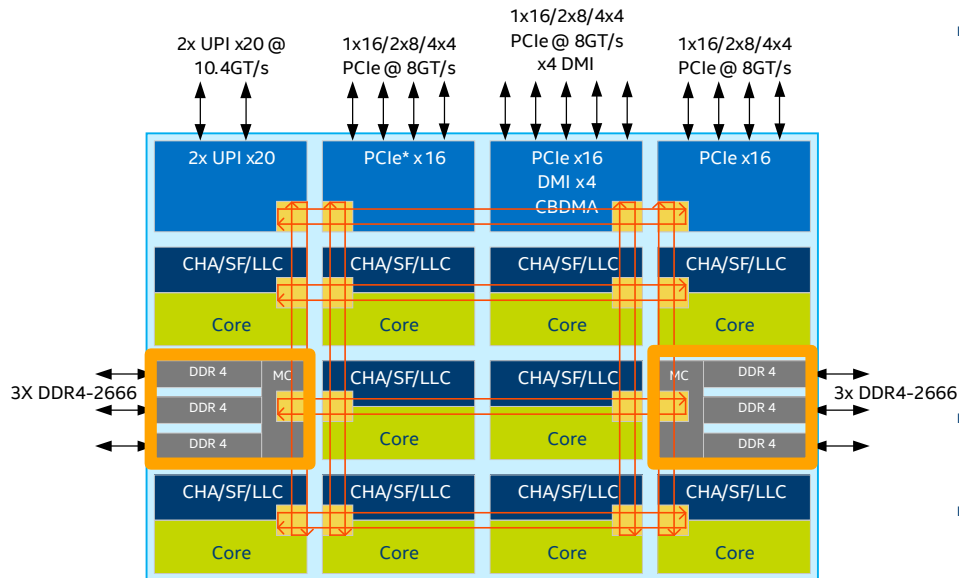 2x UPI x20 @
10.4GT/s
1x16/2x8/4x4
PCIe @ 8GT/s
1x16/2x8/4x4
PCIe @ 8GT/s
x4 DMI
1x16/2x8/4x4
PCIe @ 8GT/s
2x UPI x20
PCIe* x16
PCIe x16
DMI x4
CBDMA
PCIe x16
CHA/SF/LLC
CHA/SF/LLC
CHA/SF/LLC
CHA/SF/LLC
Core
Core
Core
Core
3X DDR4-2666
DDR 4
DDR 4
DDR 4
MC
CHA/SF/LLC
CHA/SF/LLC
Core
Core
MC
DDR 4
DDR 4
DDR 4
3x DDR4-2666
CHA/SF/LLC
CHA/SF/LLC
CHA/SF/LLC
CHA/SF/LLC
Core
Core
Core
Core